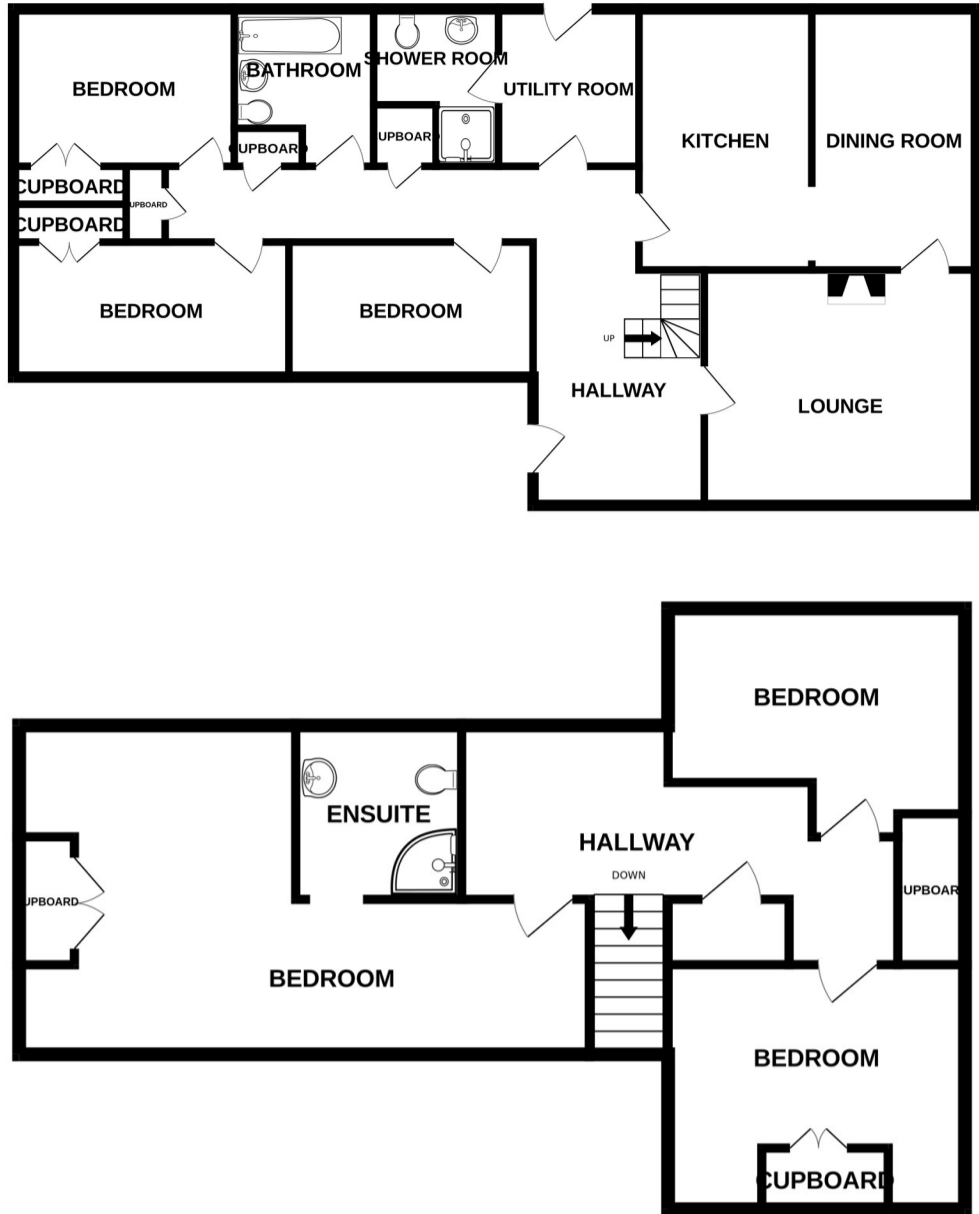 BEDROOM
BATHROOM
SHOWER ROOM
UTILITY ROOM
KITCHEN
DINING ROOM
CUPBOARD
UPBOARD
CUPBOARD
UPBOARD
CUPBOARD
BEDROOM
BEDROOM
UP
HALLWAY
LOUNGE
BEDROOM
ENSUITE
HALLWAY
DOWN
UPBOARD
UPBOAR
BEDROOM
BEDROOM
CUPBOARD